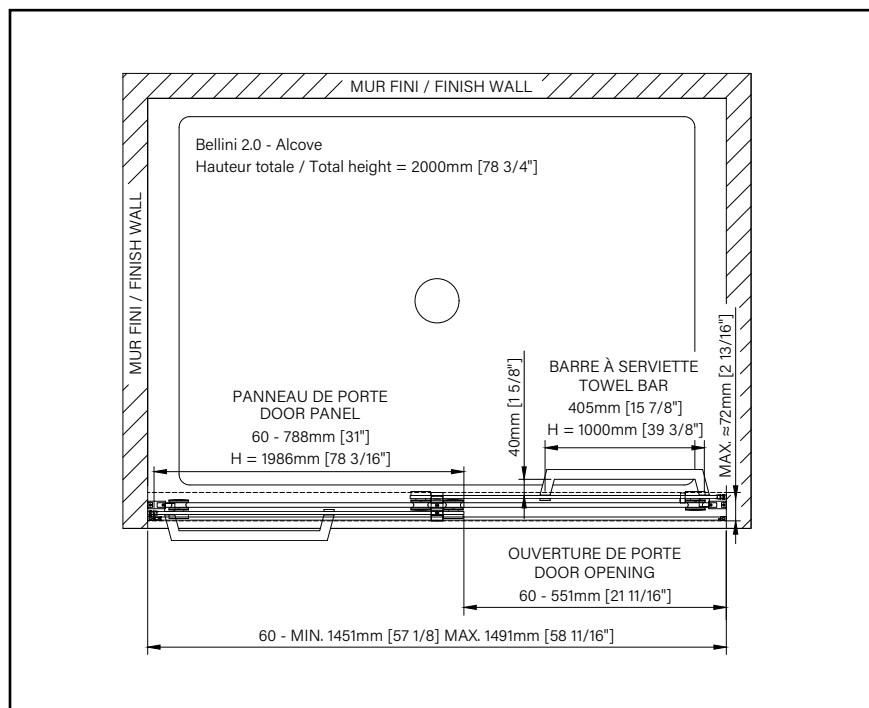 MUR FINI / FINISH WALL
Bellini 2.0 - Alcove
Hauteur totale / Total height = 2000mm [78 3/4"]
MUR FINI / FINISH WALL
PANNEAU DE PORTE
DOOR PANEL
60 - 788mm [31"]
H = 1986mm [78 3/16"]
40mm [1 5/8"]
BARRE À SERVIETTE
TOWEL BAR
405mm [15 7/8"]
H = 1000mm [39 3/8"]
MAX. ≈72mm [2 13/16"]
OUVERTURE DE PORTE
DOOR OPENING
60 - 551mm [21 11/16"]
60 - MIN. 1451mm [57 1/8] MAX. 1491mm [58 11/16"]